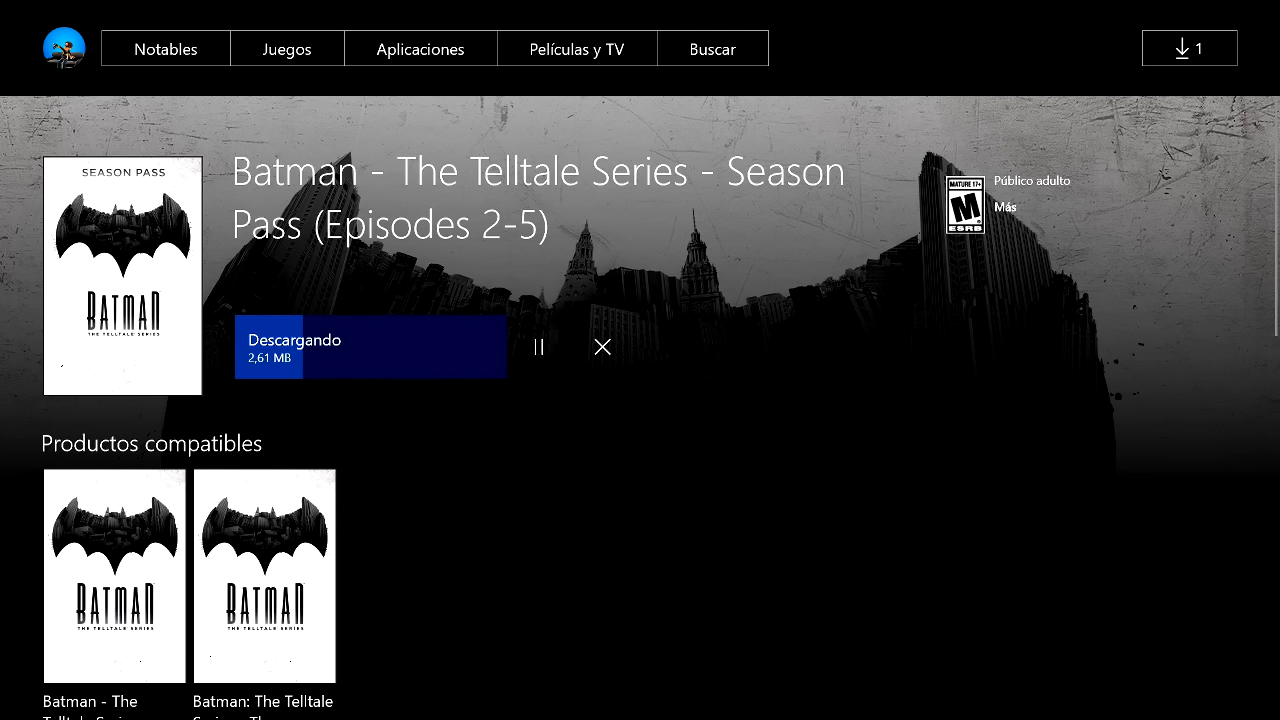 Notables
Juegos
Aplicaciones
Películas y TV
Buscar
1
SEASON PASS
BATMAN
THE TELLTALE SERIES
Batman - The Telltale Series - Season
Pass (Episodes 2-5)
MATURE 17+
M
ESRB
Público adulto
Más
Descargando
2,61 MB
Productos compatibles
BATMAN
THE TELLTALE SERIES
BATMAN
THE TELLTALE SERIES
Batman - The
Batman: The Telltale